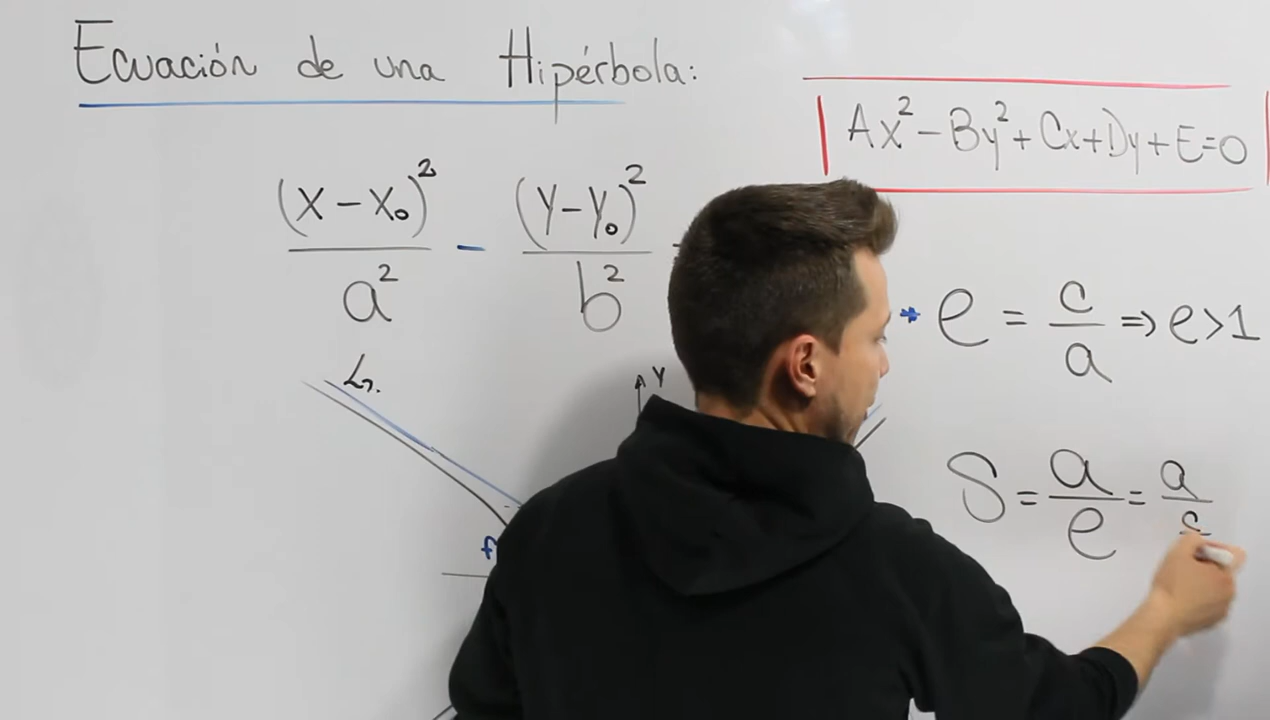 Ecuación de una Hipérbola:
Ax² - By² + Cx + Dy + E = 0
(X - X₀)² / a² - (Y - Y₀)² / b²
* e = c / a ⇒ e > 1
L₁.
Y
S = a / e = a / c
f